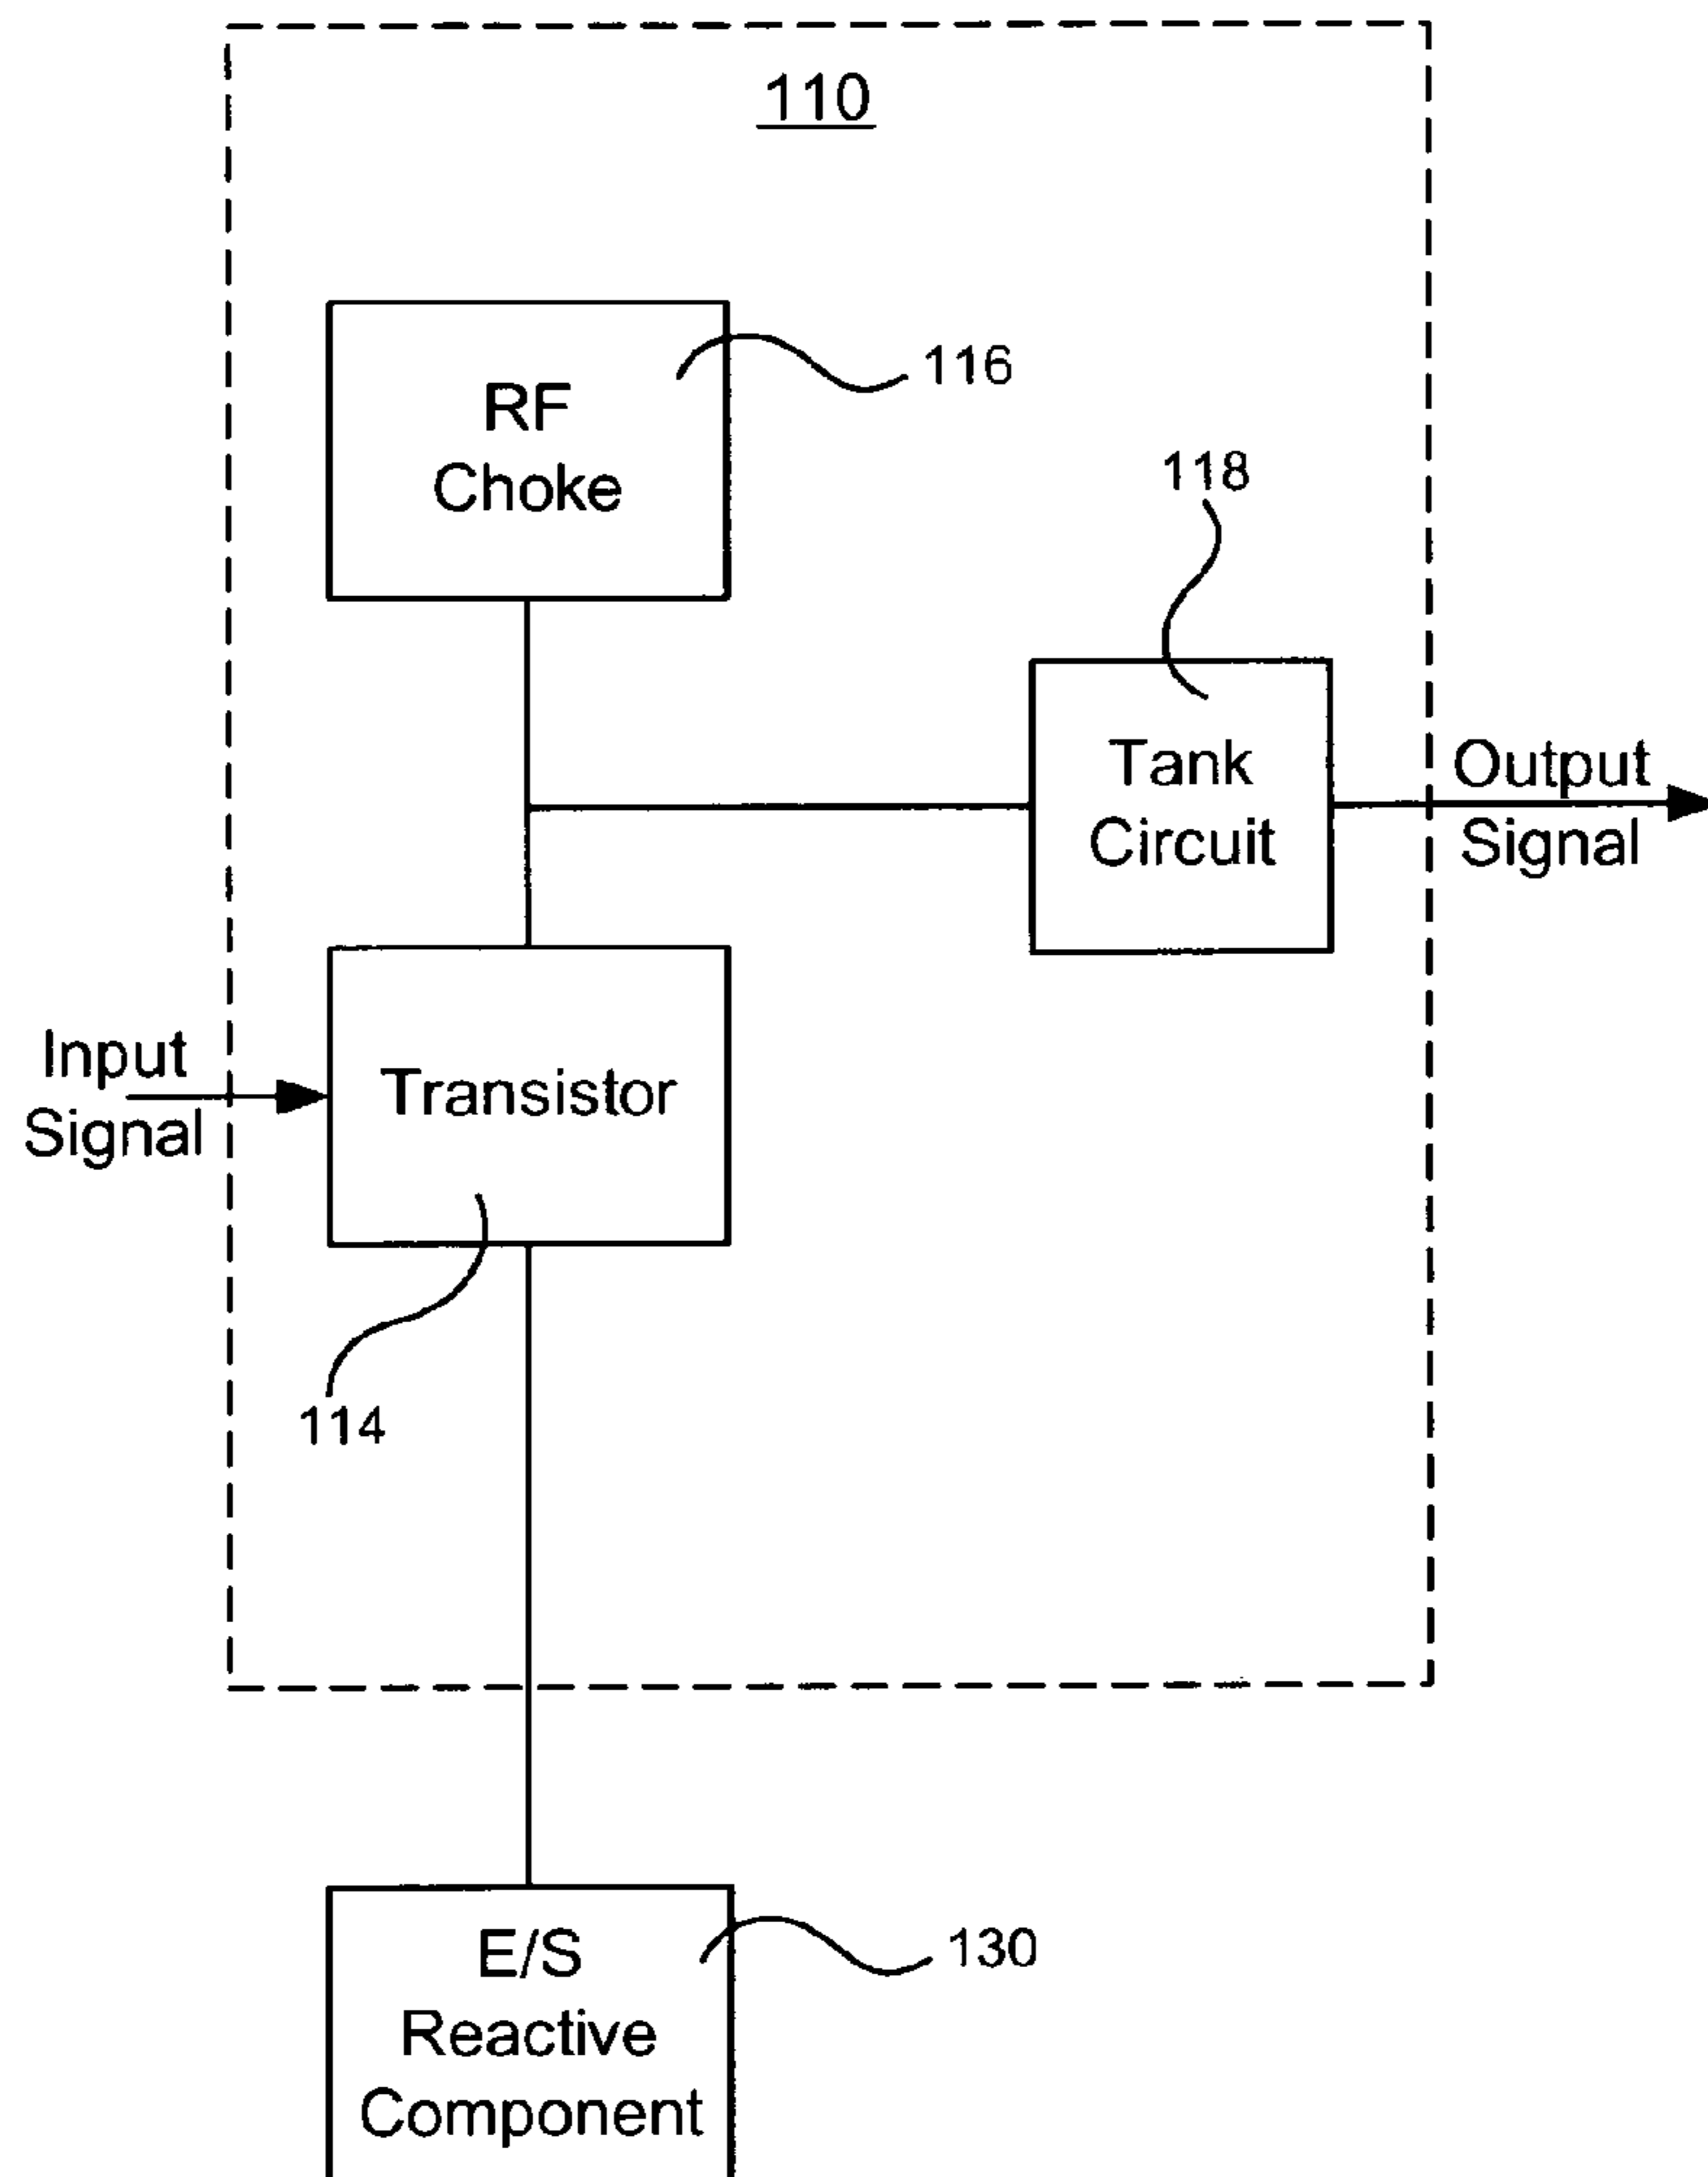 110
RF
Choke
116
118
Tank
Circuit
Output
Signal
Input
Signal
Transistor
114
E/S
Reactive
Component
130